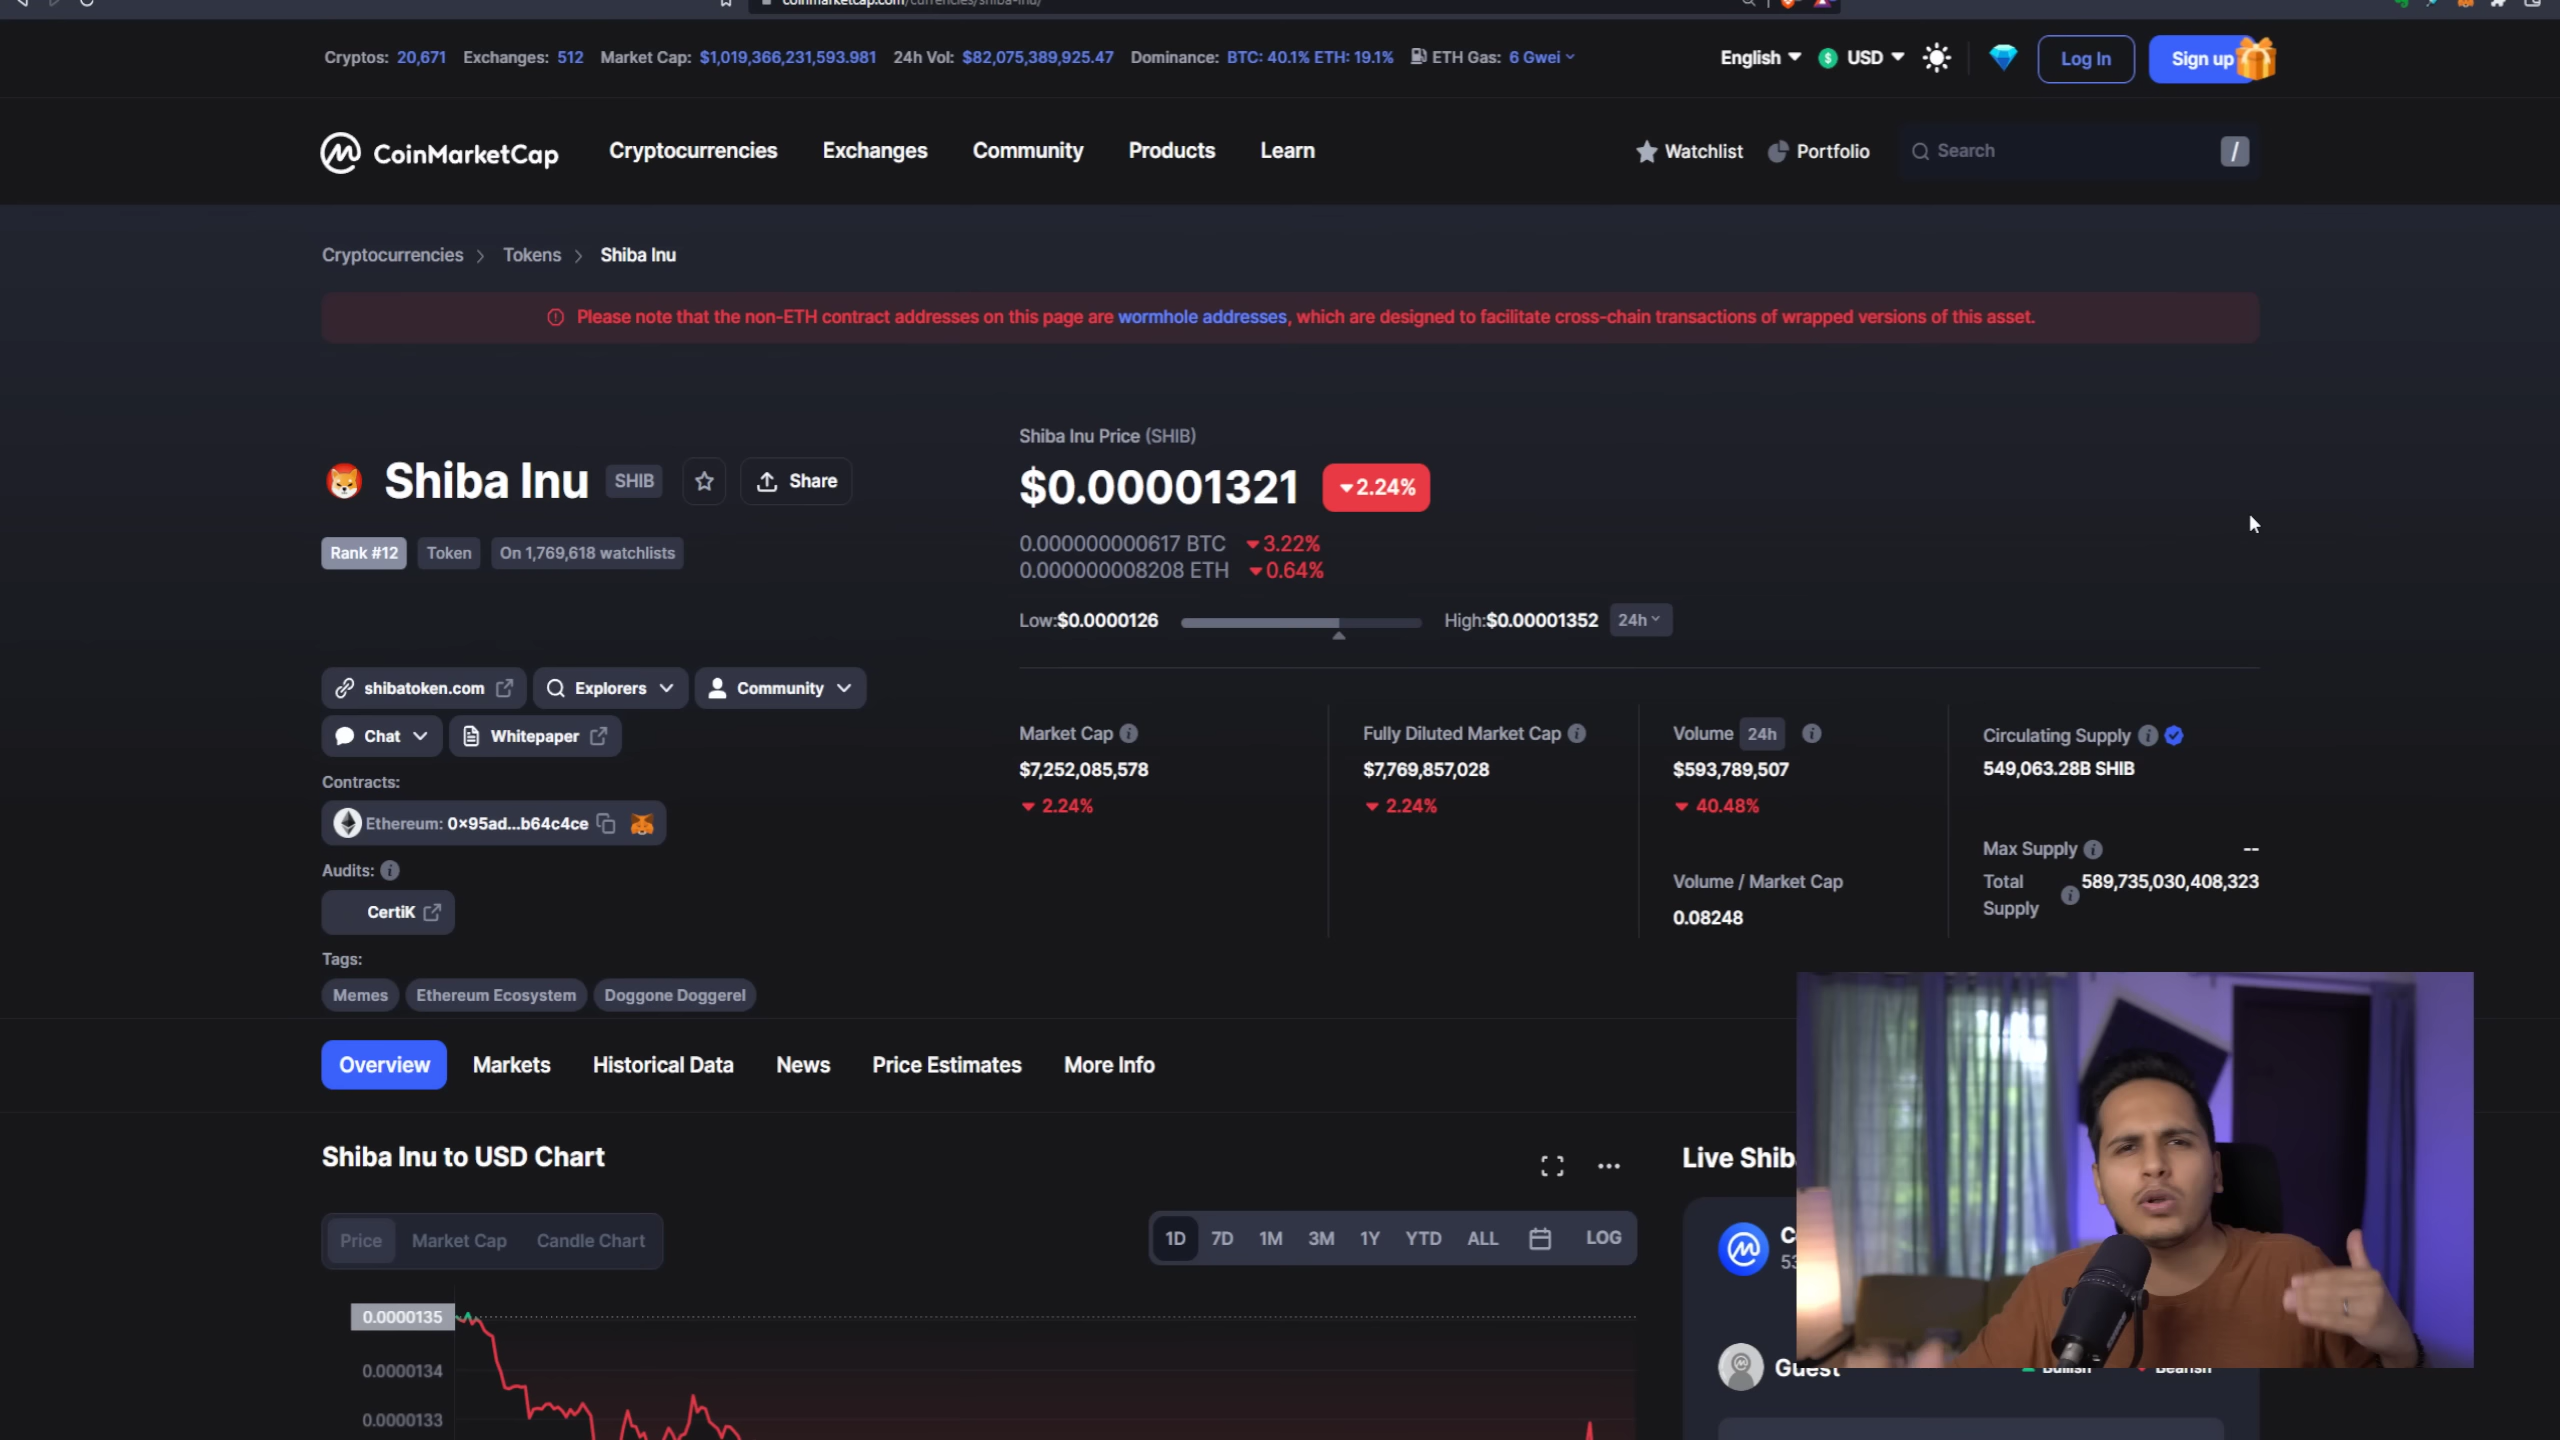 coinmarketcap.com/currencies/shiba-inu/
Cryptos: 20,671 Exchanges: 512 Market Cap: $1,019,366,231,593.981 24h Vol: $82,075,389,925.47 Dominance: BTC: 40.1% ETH: 19.1% ETH Gas: 6 Gwei
English $ USD Log In Sign up
CoinMarketCap Cryptocurrencies Exchanges Community Products Learn Watchlist Portfolio Search /
Cryptocurrencies > Tokens > Shiba Inu
Please note that the non-ETH contract addresses on this page are wormhole addresses, which are designed to facilitate cross-chain transactions of wrapped versions of this asset.
Shiba Inu Price (SHIB)
Shiba Inu SHIB Share
$0.00001321 2.24%
0.000000000617 BTC 3.22%
Rank #12 Token On 1,769,618 watchlists
0.000000008208 ETH 0.64%
Low:$0.0000126 High:$0.00001352 24h
shibatoken.com Explorers Community
Chat Whitepaper
Market Cap
$7,252,085,578
2.24%
Fully Diluted Market Cap
$7,769,857,028
2.24%
Volume 24h
$593,789,507
40.48%
Volume / Market Cap
0.08248
Circulating Supply
549,063.28B SHIB
Max Supply --
Total Supply 589,735,030,408,323
Contracts:
Ethereum: 0x95ad...b64c4ce
Audits:
CertiK
Tags:
Memes Ethereum Ecosystem Doggone Doggerel
Overview Markets Historical Data News Price Estimates More Info
Shiba Inu to USD Chart
Live Shib
Price Market Cap Candle Chart
1D 7D 1M 3M 1Y YTD ALL LOG
C
53
0.0000135
0.0000134
0.0000133
Guest
Bullish Bearish